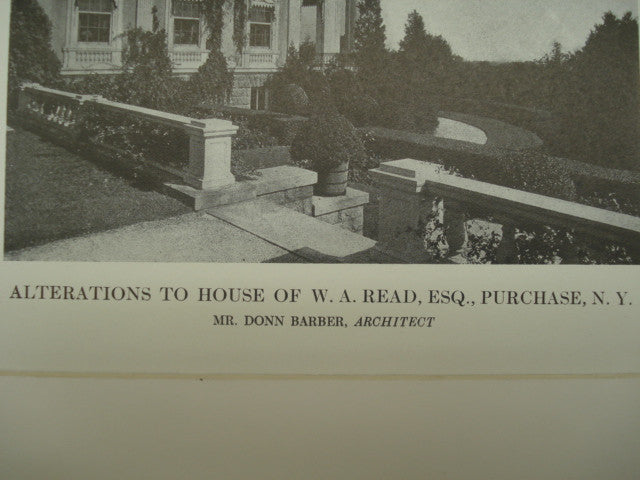 ALTERATIONS TO HOUSE OF W. A. READ, ESQ., PURCHASE, N. Y.
MR. DONN BARBER, ARCHITECT